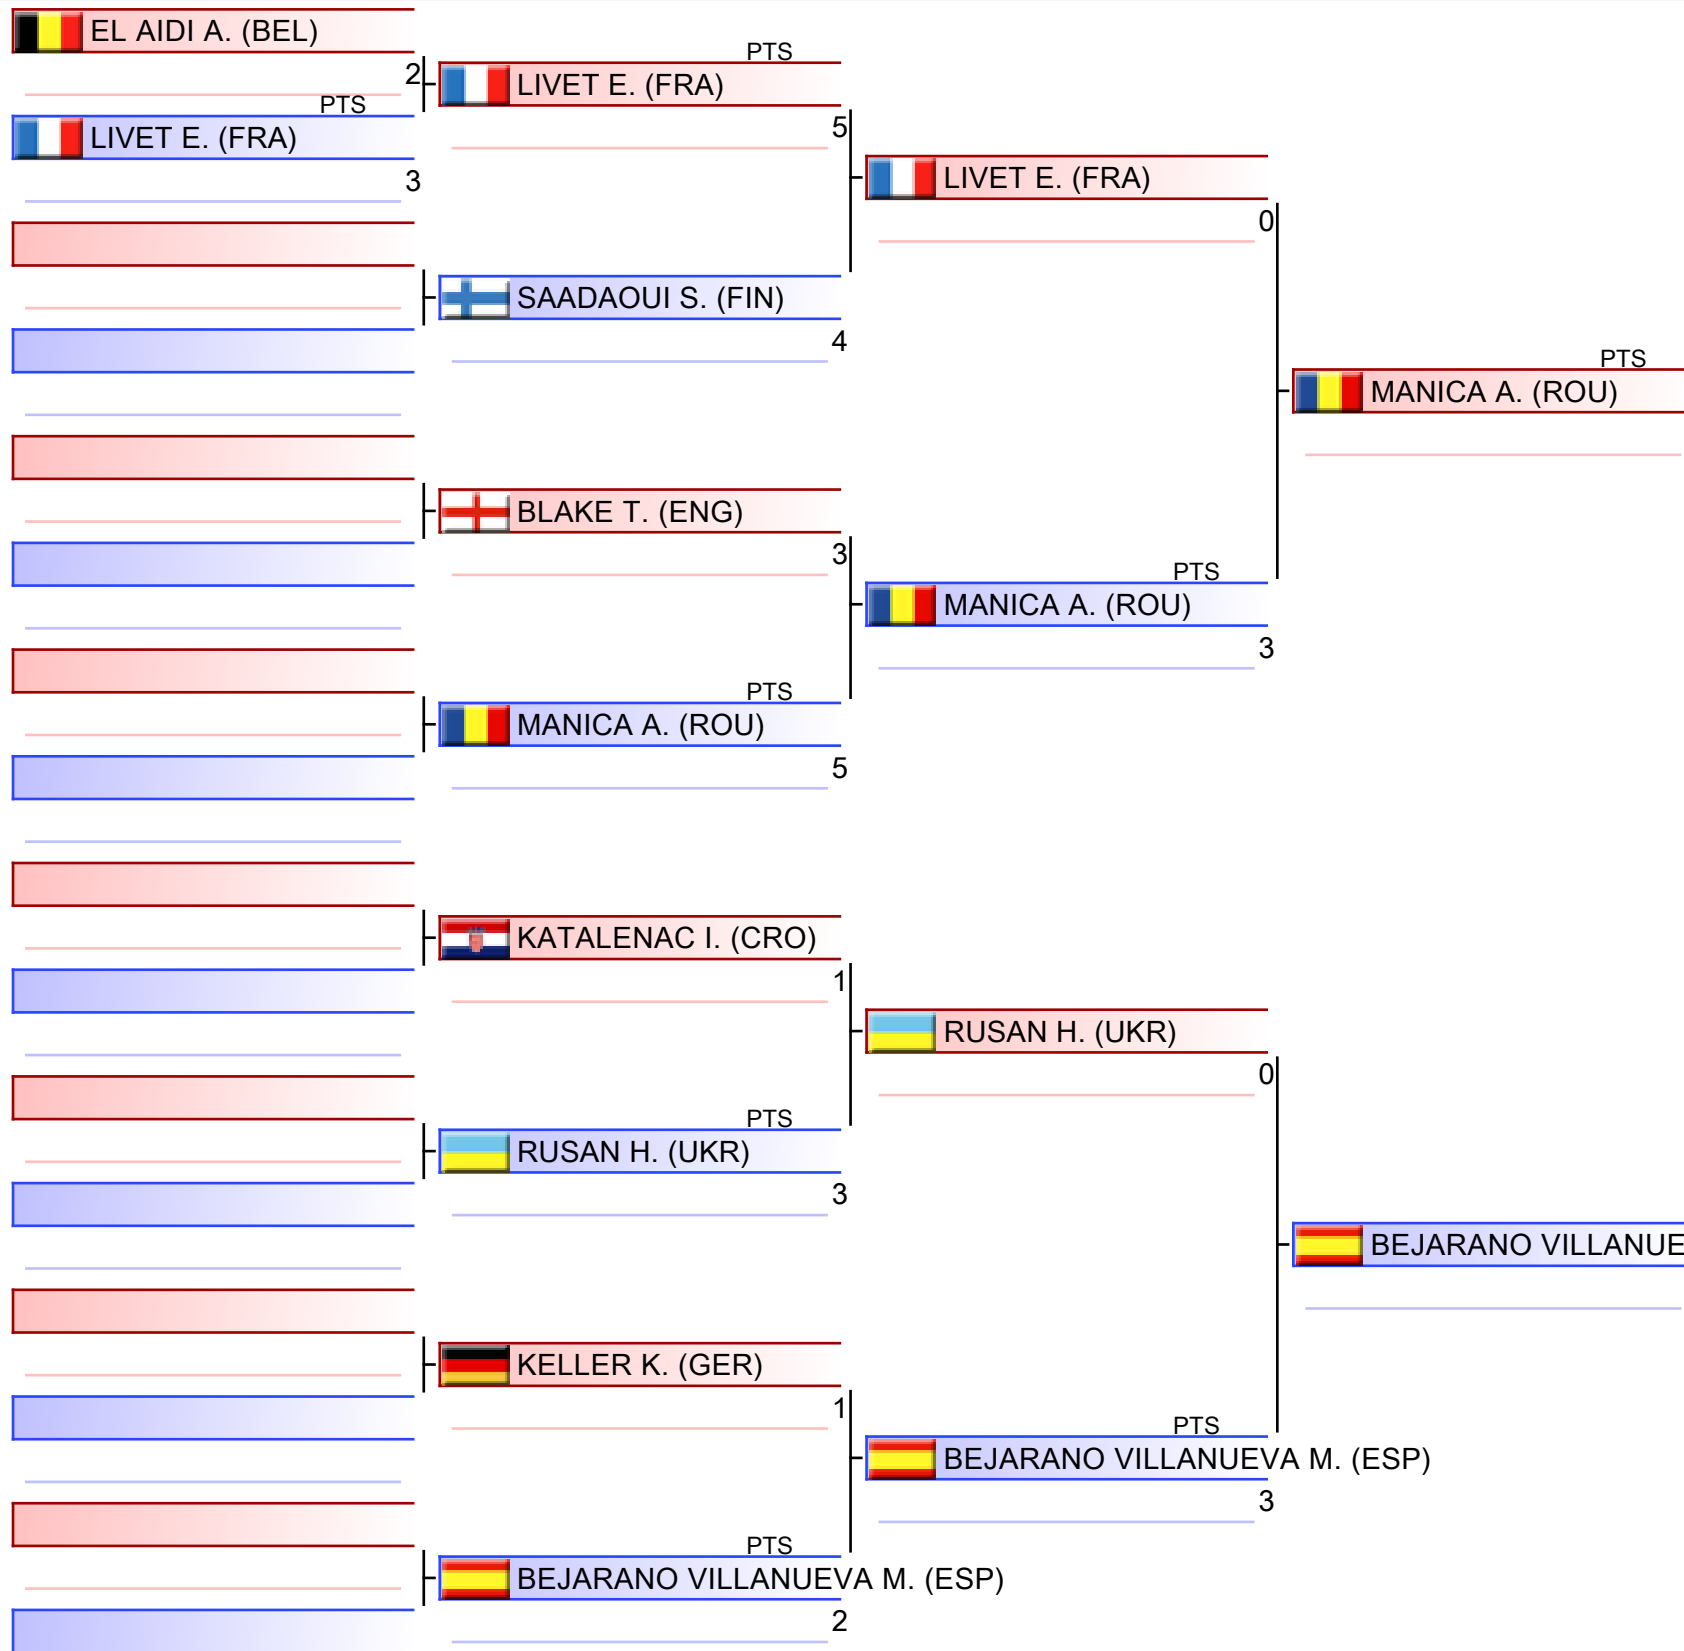 EL AIDI A. (BEL)
2
PTS
LIVET E. (FRA)
3
PTS
LIVET E. (FRA)
5
SAADAOUI S. (FIN)
4
BLAKE T. (ENG)
3
PTS
MANICA A. (ROU)
5
KATALENAC I. (CRO)
1
PTS
RUSAN H. (UKR)
3
KELLER K. (GER)
1
PTS
BEJARANO VILLANUEVA M. (ESP)
2
LIVET E. (FRA)
0
PTS
MANICA A. (ROU)
3
RUSAN H. (UKR)
0
PTS
BEJARANO VILLANUEVA M. (ESP)
3
PTS
MANICA A. (ROU)
BEJARANO VILLANUE